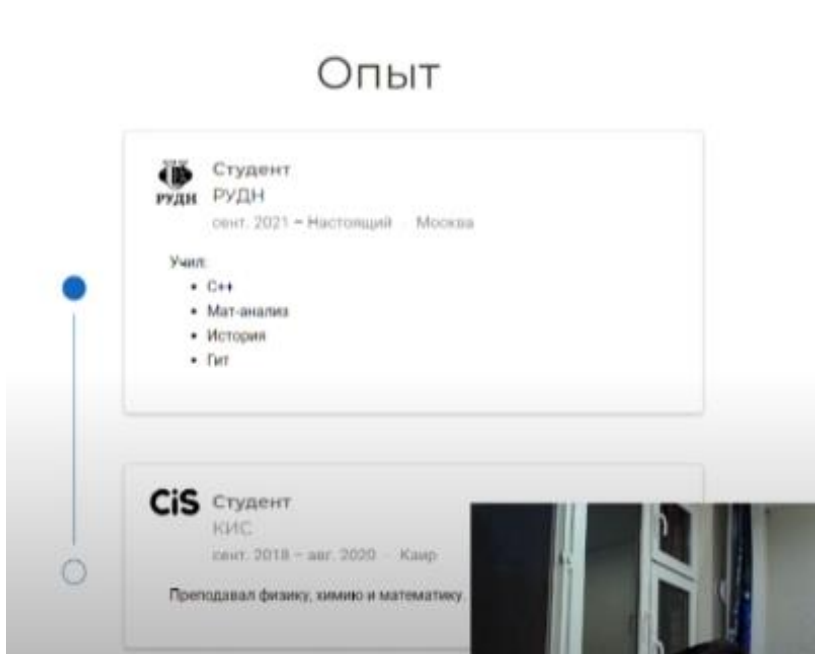 Опыт
РУДН
Студент
РУДН
сент. 2021 – Настоящий · Москва
Учил:
C++
Мат-анализ
История
Гит
CiS
Студент
КИС
сент. 2018 – авг. 2020 · Каир
Преподавал физику, химию и математику.